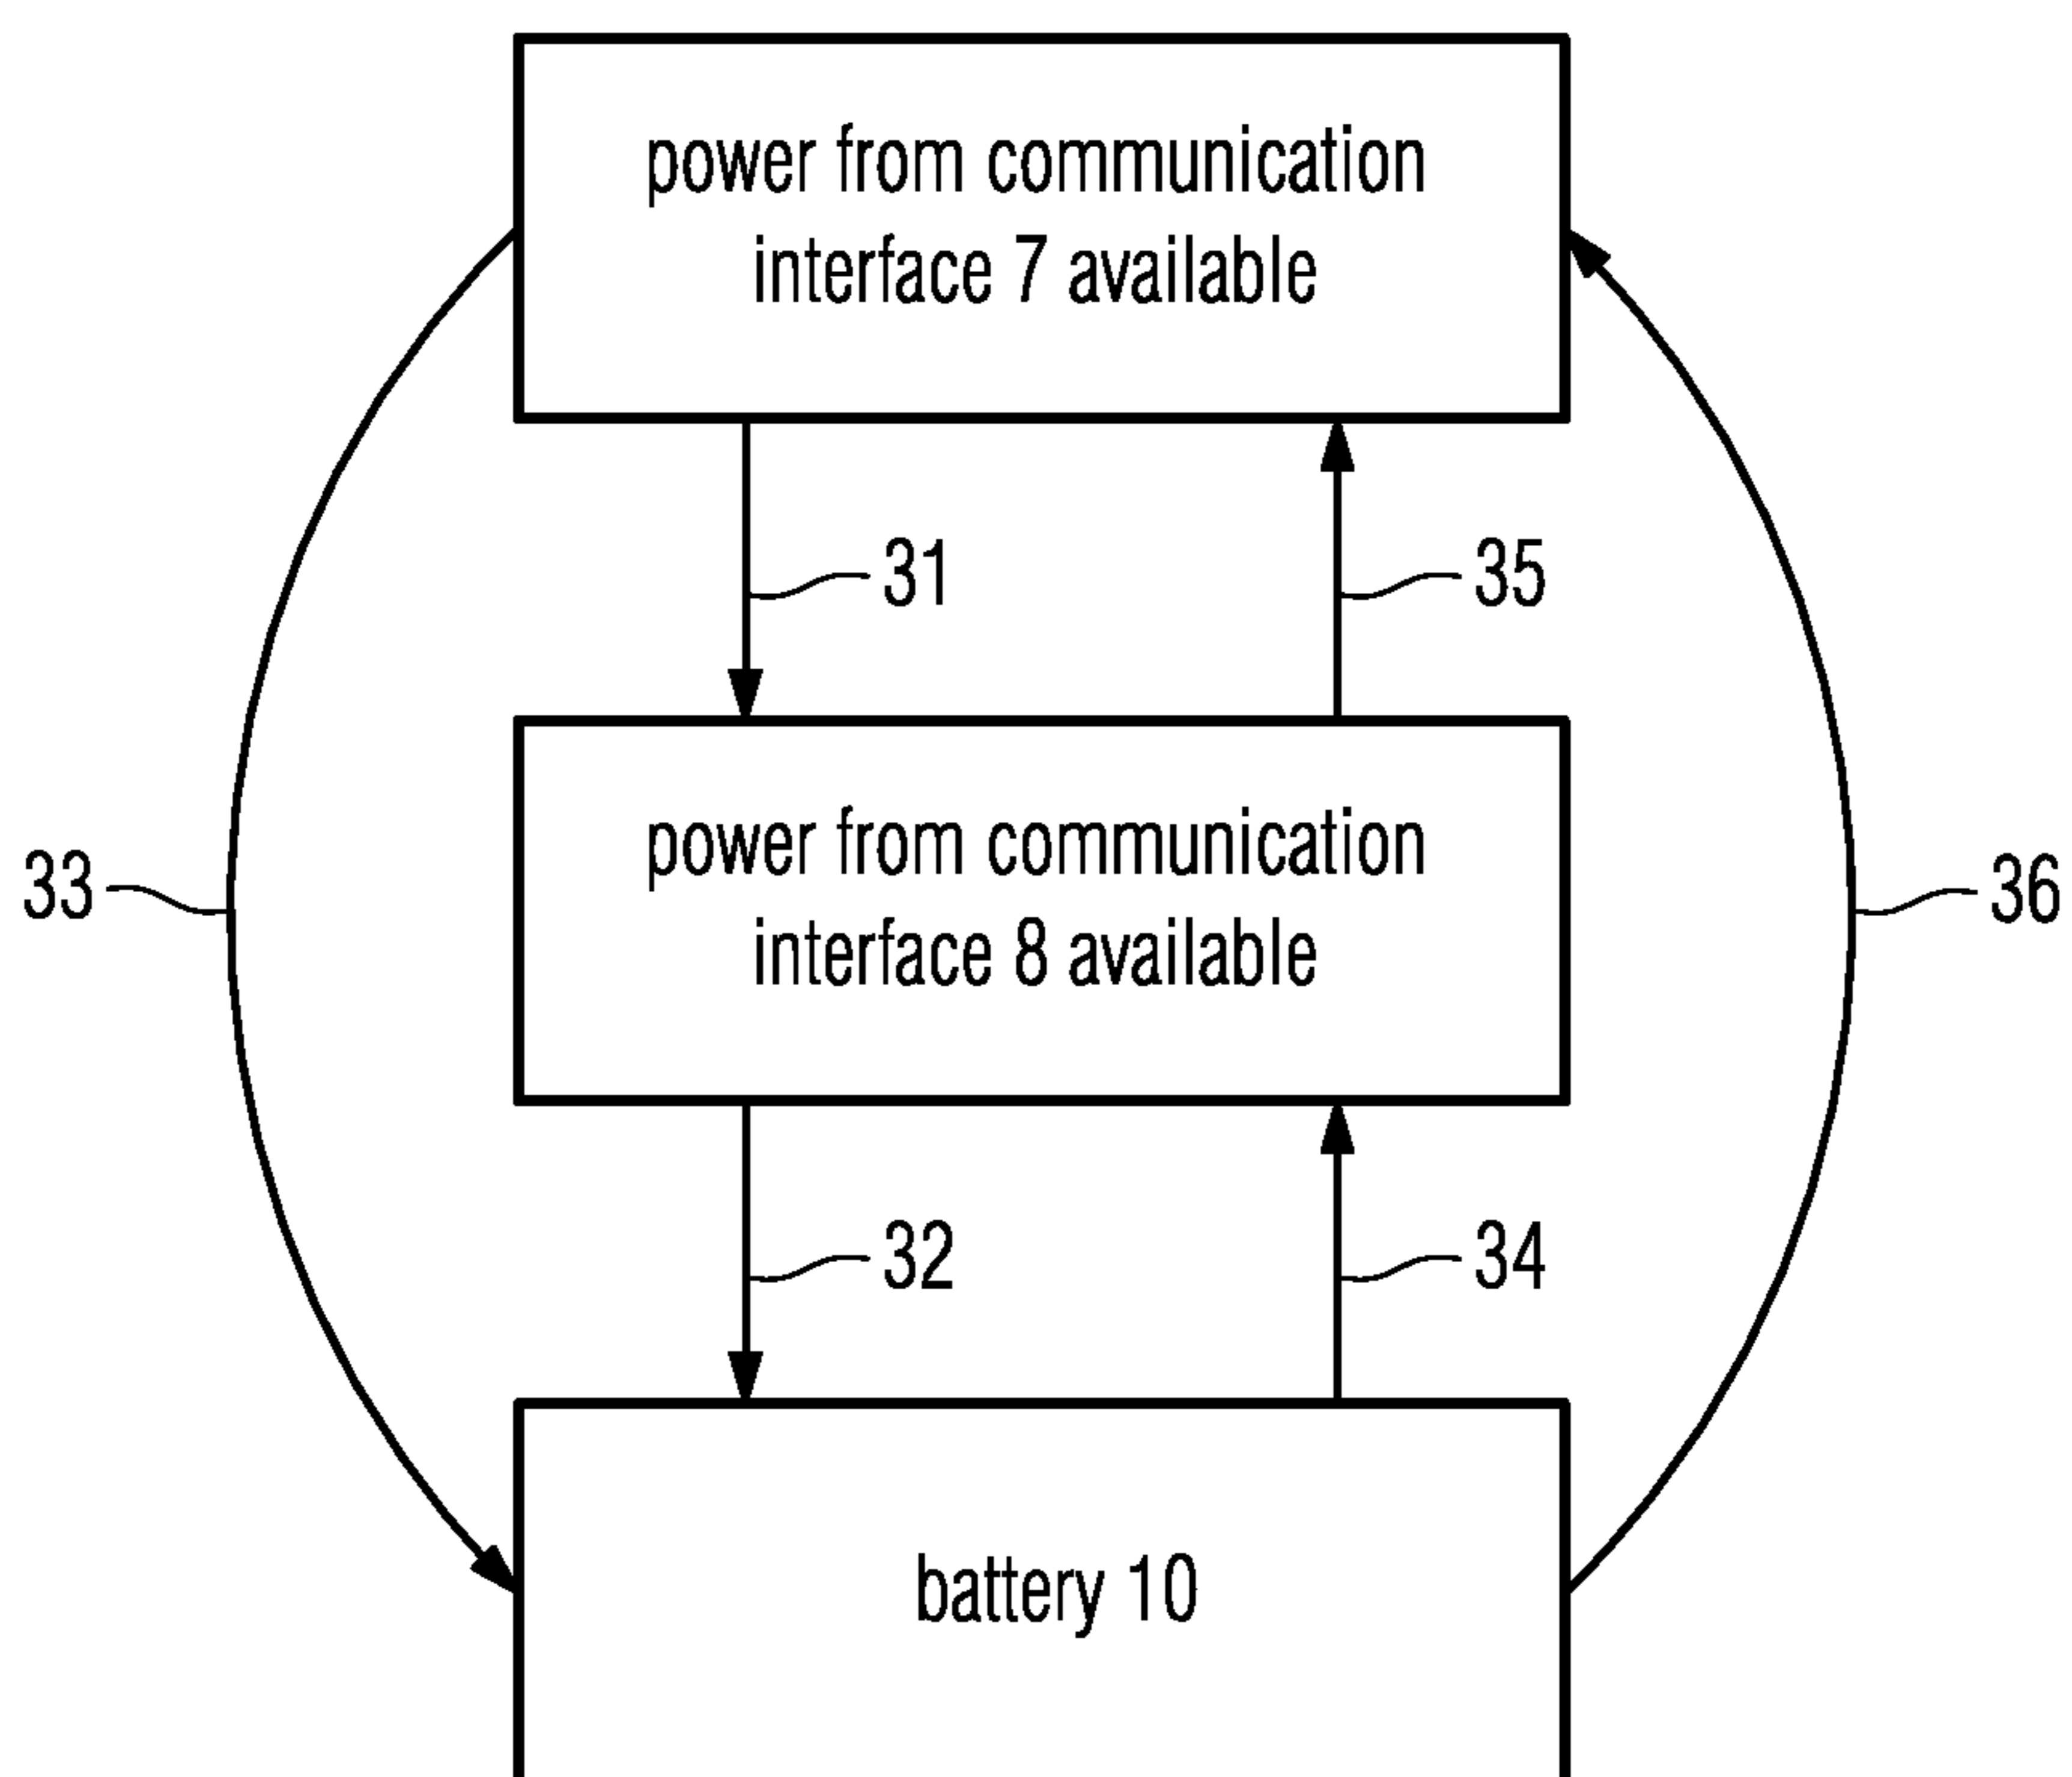 power from communication
interface 7 available
31
35
power from communication
interface 8 available
33
36
32
34
battery 10